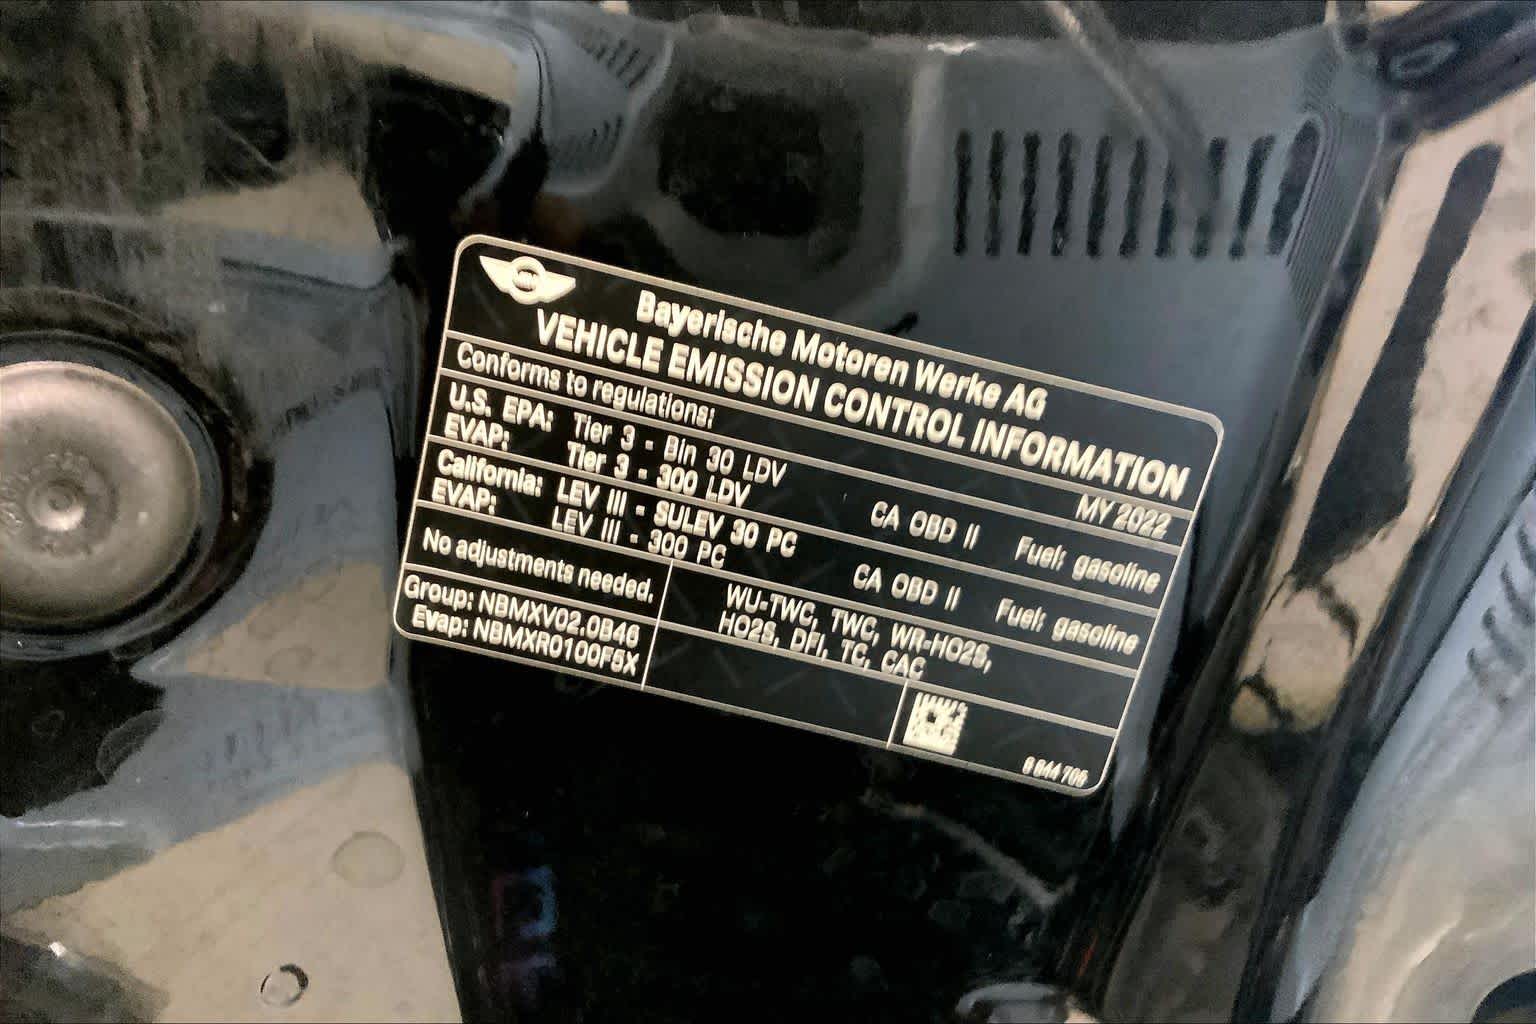 Bayerische Motoren Werke AG
VEHICLE EMISSION CONTROL INFORMATION
Conforms to regulations: MY 2022
U.S. EPA: Tier 3 - Bin 30 LDV CA OBD II Fuel: gasoline
EVAP: Tier 3 - 300 LDV
California: LEV III - SULEV 30 PC CA OBD II Fuel: gasoline
EVAP: LEV III - 300 PC
No adjustments needed.
WU-TWC, TWC, WR-HO2S,
HO2S, DFI, TC, CAC
Group: NBMXV02.0B46
Evap: NBMXR0100F5X